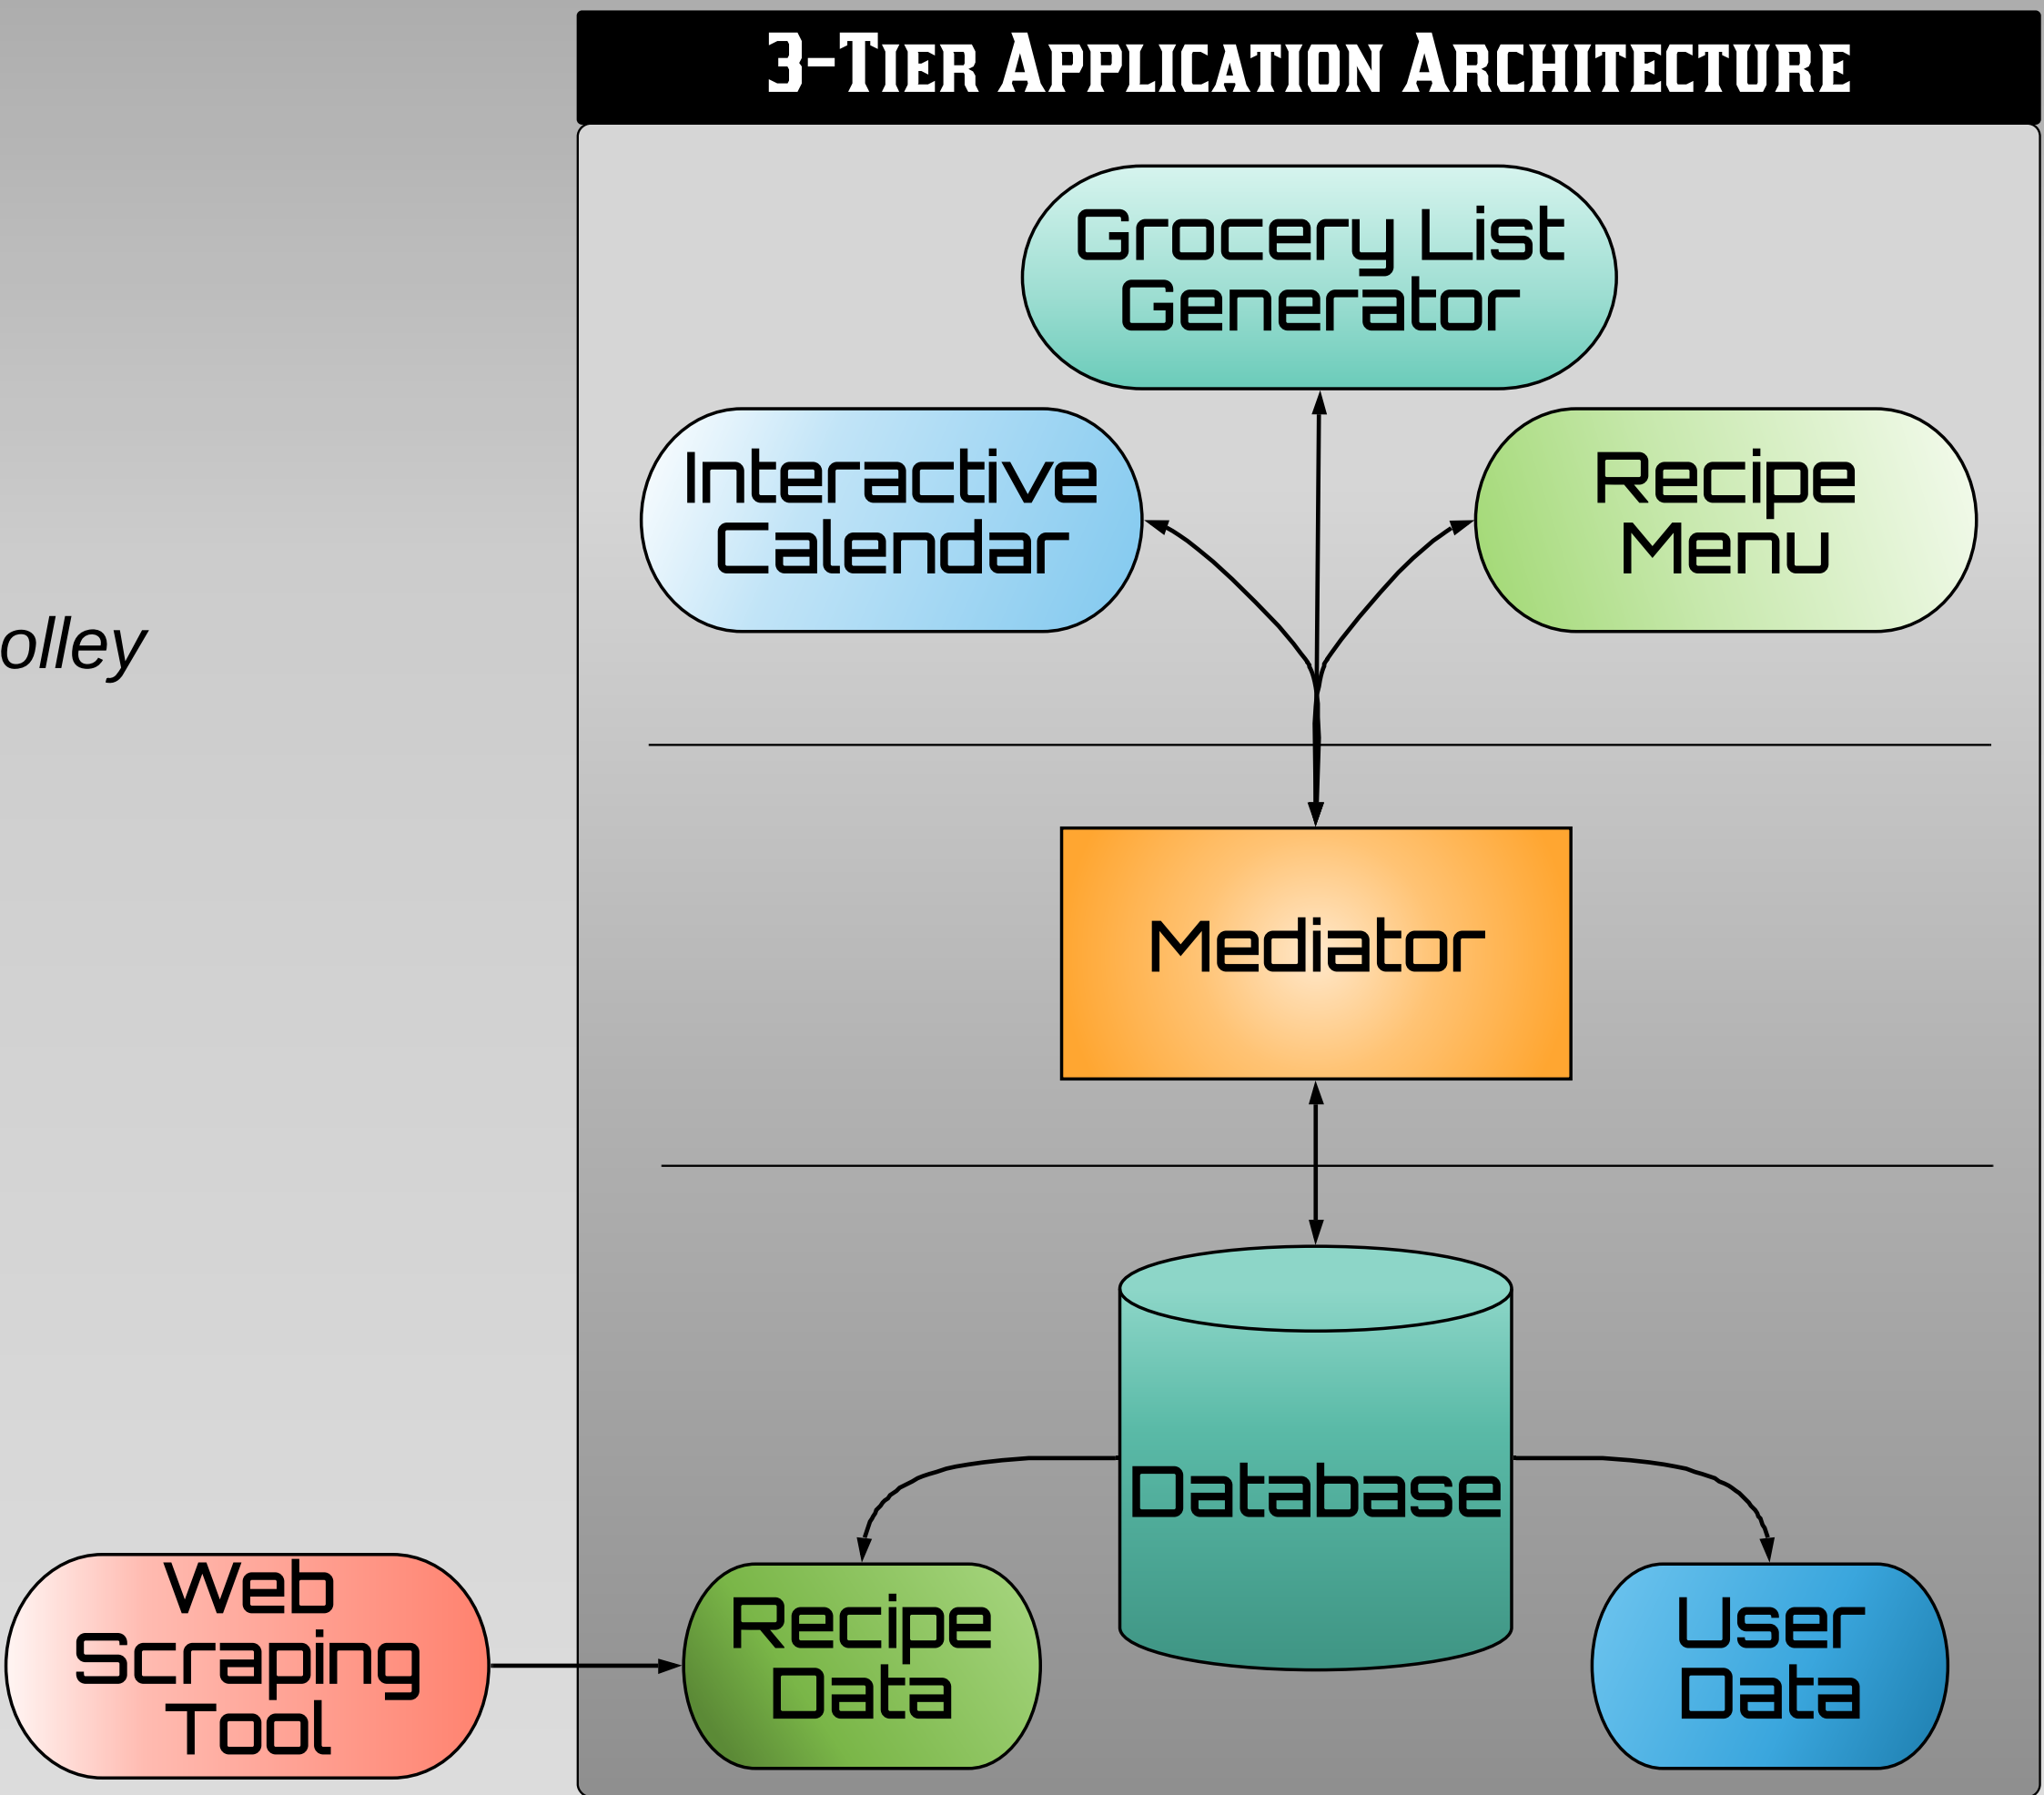 3-Tier Application Architecture
Grocery List
Generator
Interactive
Calendar
Recipe
Menu
olley
Mediator
Database
Web
Scraping
Tool
Recipe
Data
User
Data